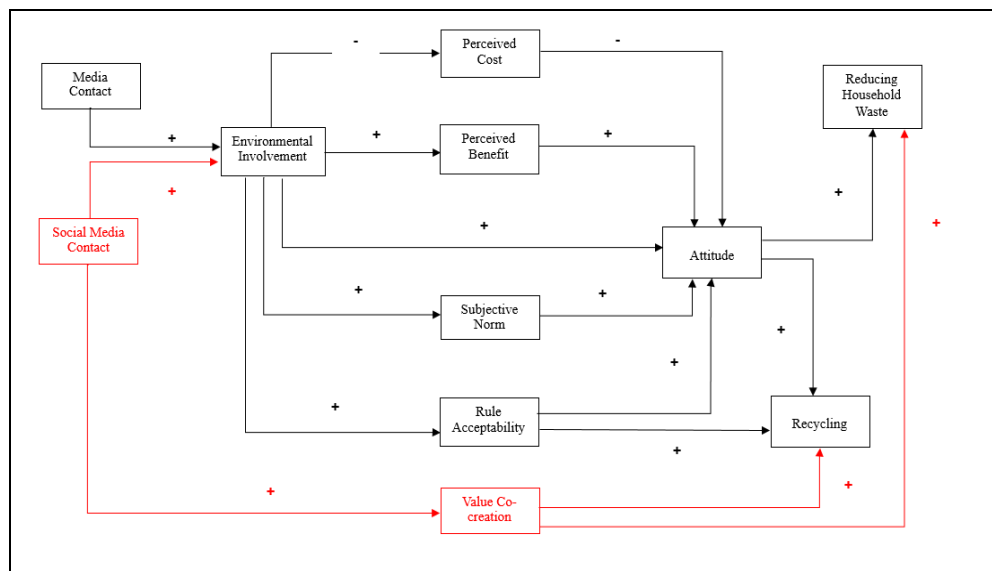 -
Perceived
Cost
-
Media
Contact
Reducing
Household
Waste
+
Environmental
Involvement
+
Perceived
Benefit
+
+
+
Social Media
Contact
+
+
Attitude
+
Subjective
Norm
+
+
+
+
Rule
Acceptability
+
Recycling
+
+
Value Co-
creation
+